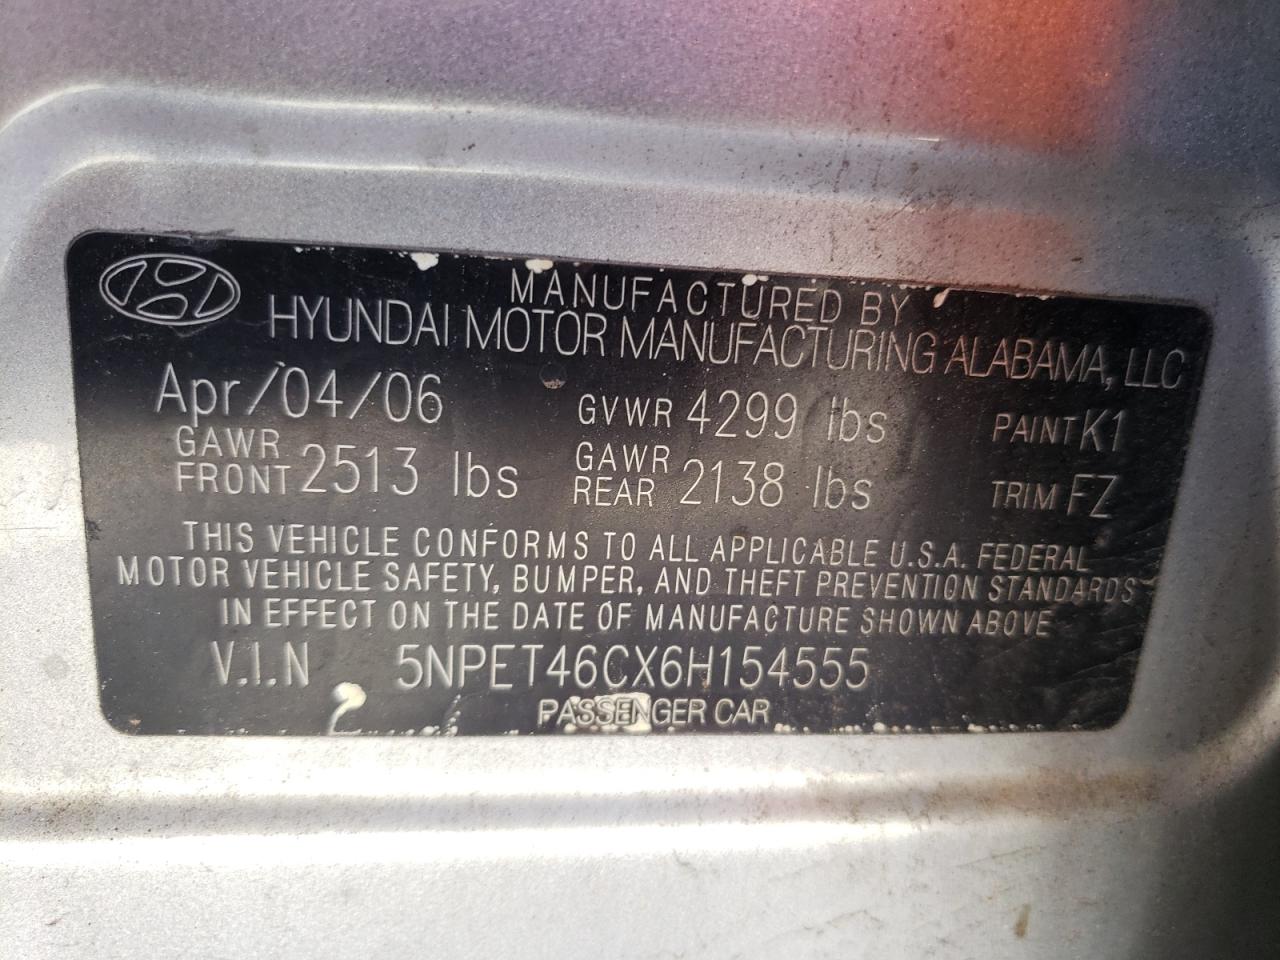 MANUFACTURED BY
HYUNDAI MOTOR MANUFACTURING ALABAMA, LLC
Apr/04/06 GVWR 4299 lbs PAINT K1
GAWR FRONT 2513 lbs GAWR REAR 2138 lbs TRIM FZ
THIS VEHICLE CONFORMS TO ALL APPLICABLE U.S.A. FEDERAL
MOTOR VEHICLE SAFETY, BUMPER, AND THEFT PREVENTION STANDARDS
IN EFFECT ON THE DATE OF MANUFACTURE SHOWN ABOVE
V.I.N 5NPET46CX6H154555
PASSENGER CAR